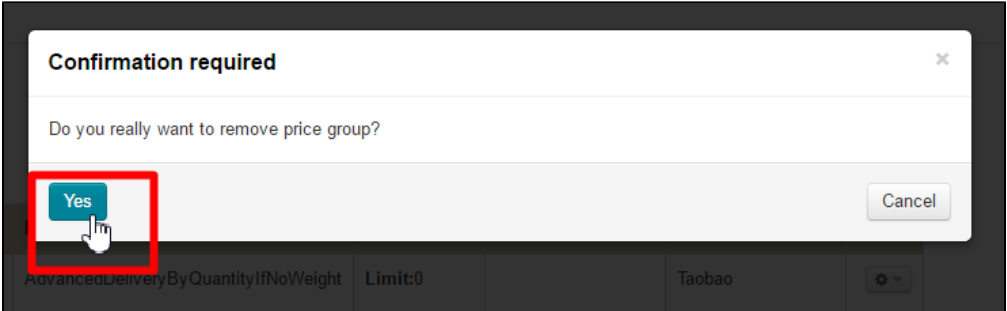 Confirmation required ×
Do you really want to remove price group?
Yes Cancel
AdvancedDeliveryByQuantityIfNoWeight Limit:0 Taobao